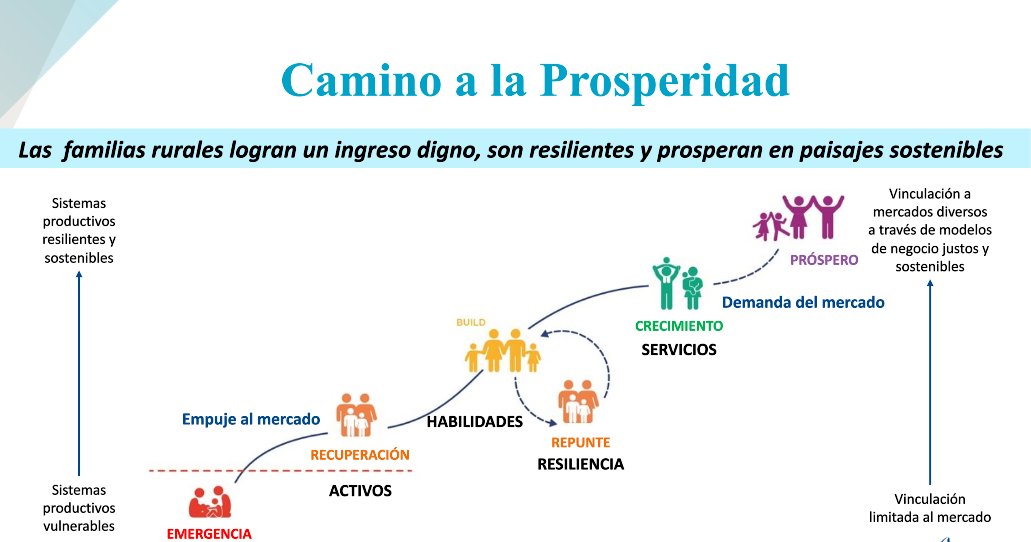 Camino a la Prosperidad
Las familias rurales logran un ingreso digno, son resilientes y prosperan en paisajes sostenibles
Sistemas
productivos
resilientes y
sostenibles
Vinculación a
mercados diversos
a través de modelos
de negocio justos y
sostenibles
PRÓSPERO
Demanda del mercado
CRECIMIENTO
SERVICIOS
BUILD
Empuje al mercado
HABILIDADES
RECUPERACIÓN
REPUNTE
RESILIENCIA
ACTIVOS
EMERGENCIA
Sistemas
productivos
vulnerables
Vinculación
limitada al mercado